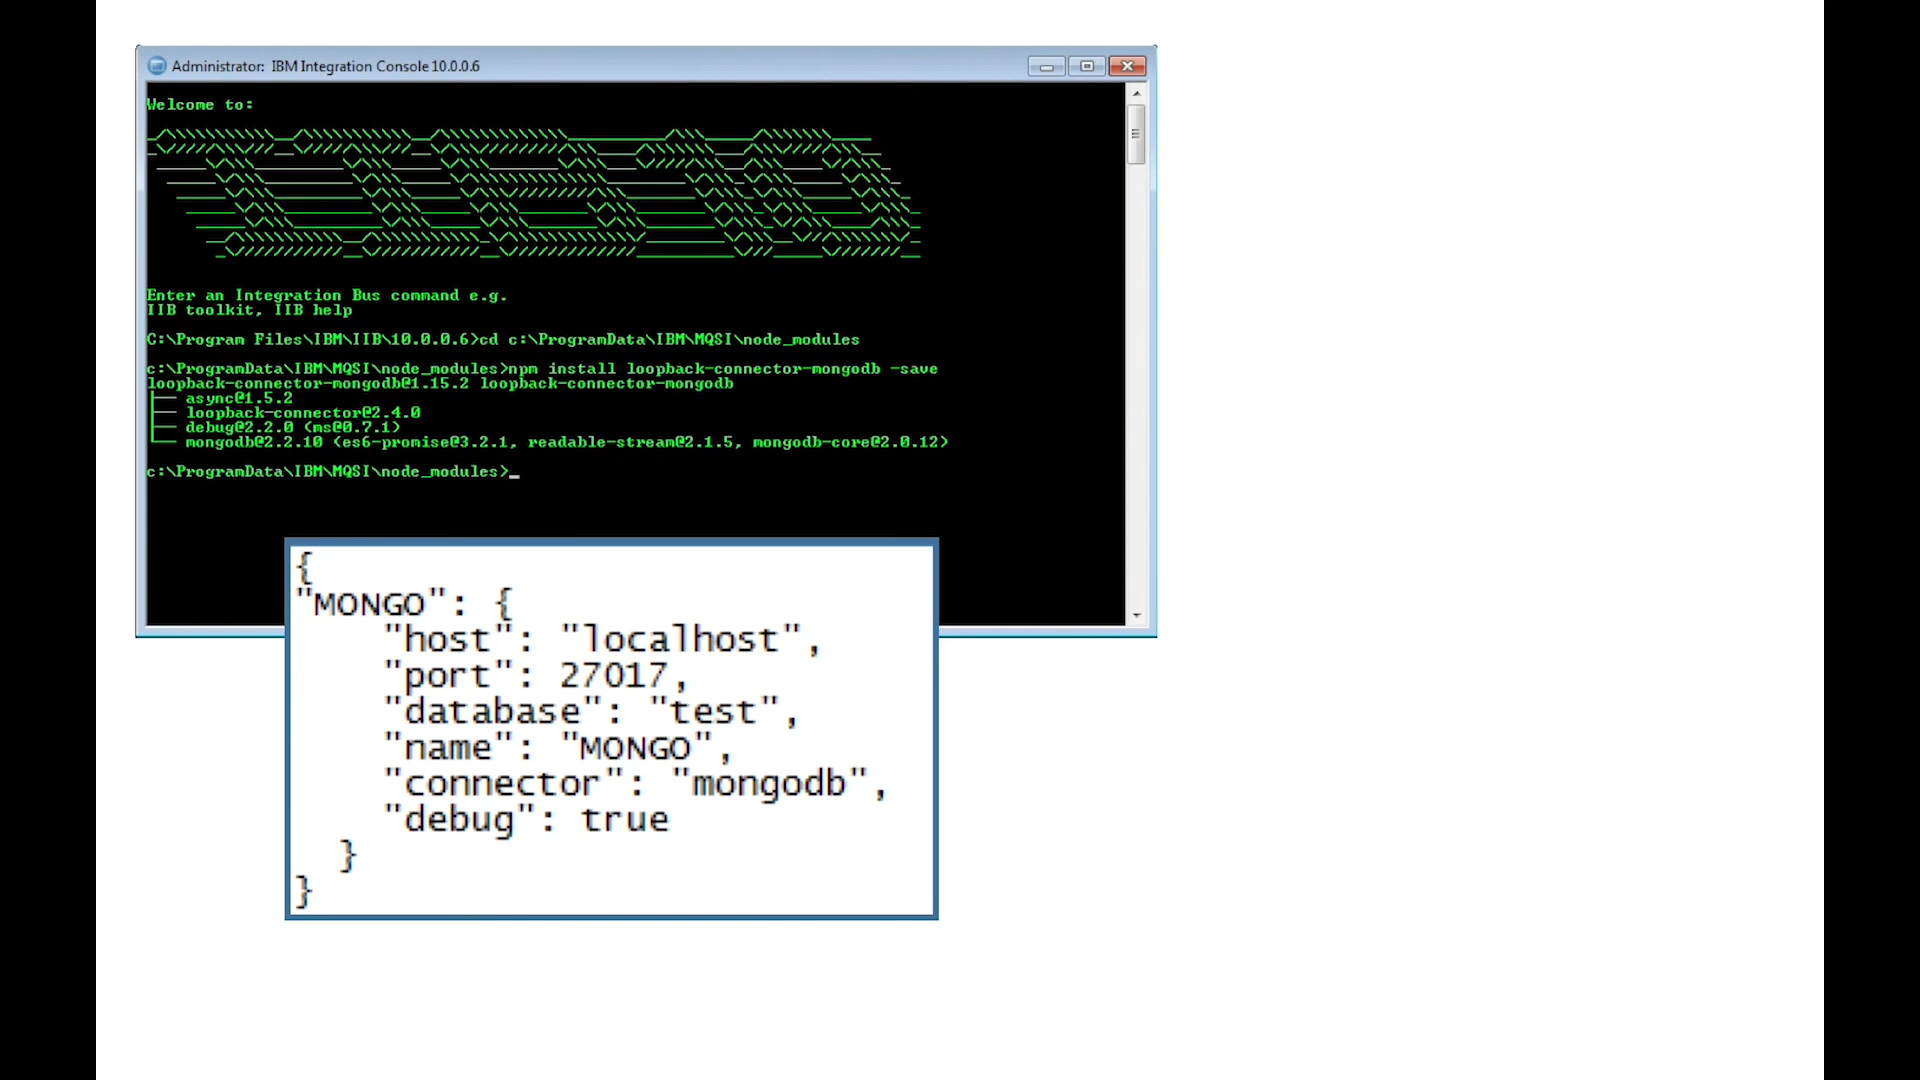 Administrator: IBM Integration Console 10.0.0.6
Welcome to:
Enter an Integration Bus command e.g.
IIB toolkit, IIB help
C:\Program Files\IBM\IIB\10.0.0.6>cd c:\ProgramData\IBM\MQSI\node_modules
c:\ProgramData\IBM\MQSI\node_modules>npm install loopback-connector-mongodb -save
loopback-connector-mongodb@1.15.2 loopback-connector-mongodb
├── async@1.5.2
├── loopback-connector@2.4.0
├── debug@2.2.0 (ms@0.7.1)
└── mongodb@2.2.10 (es6-promise@3.2.1, readable-stream@2.1.5, mongodb-core@2.0.12)
c:\ProgramData\IBM\MQSI\node_modules>_
{
"MONGO": {
"host": "localhost",
"port": 27017,
"database": "test",
"name": "MONGO",
"connector": "mongodb",
"debug": true
}
}